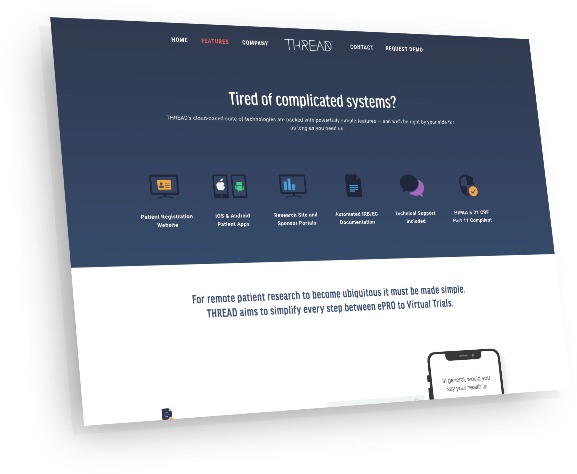 HOME FEATURES COMPANY THREAD CONTACT REQUEST DEMO
Tired of complicated systems?
THREAD's cloud-based suite of technologies are packed with powerfully simple features – and we'll be right by your side for
as long as you need us.
Patient Registration
Website
iOS & Android
Patient Apps
Research Site and
Sponsor Portals
Automated IRB/EC
Documentation
Technical Support
Included
HIPAA & 21 CRF
Part 11 Compliant
For remote patient research to become ubiquitous it must be made simple.
THREAD aims to simplify every step between ePRO to Virtual Trials.
In general, would you
say your health is: